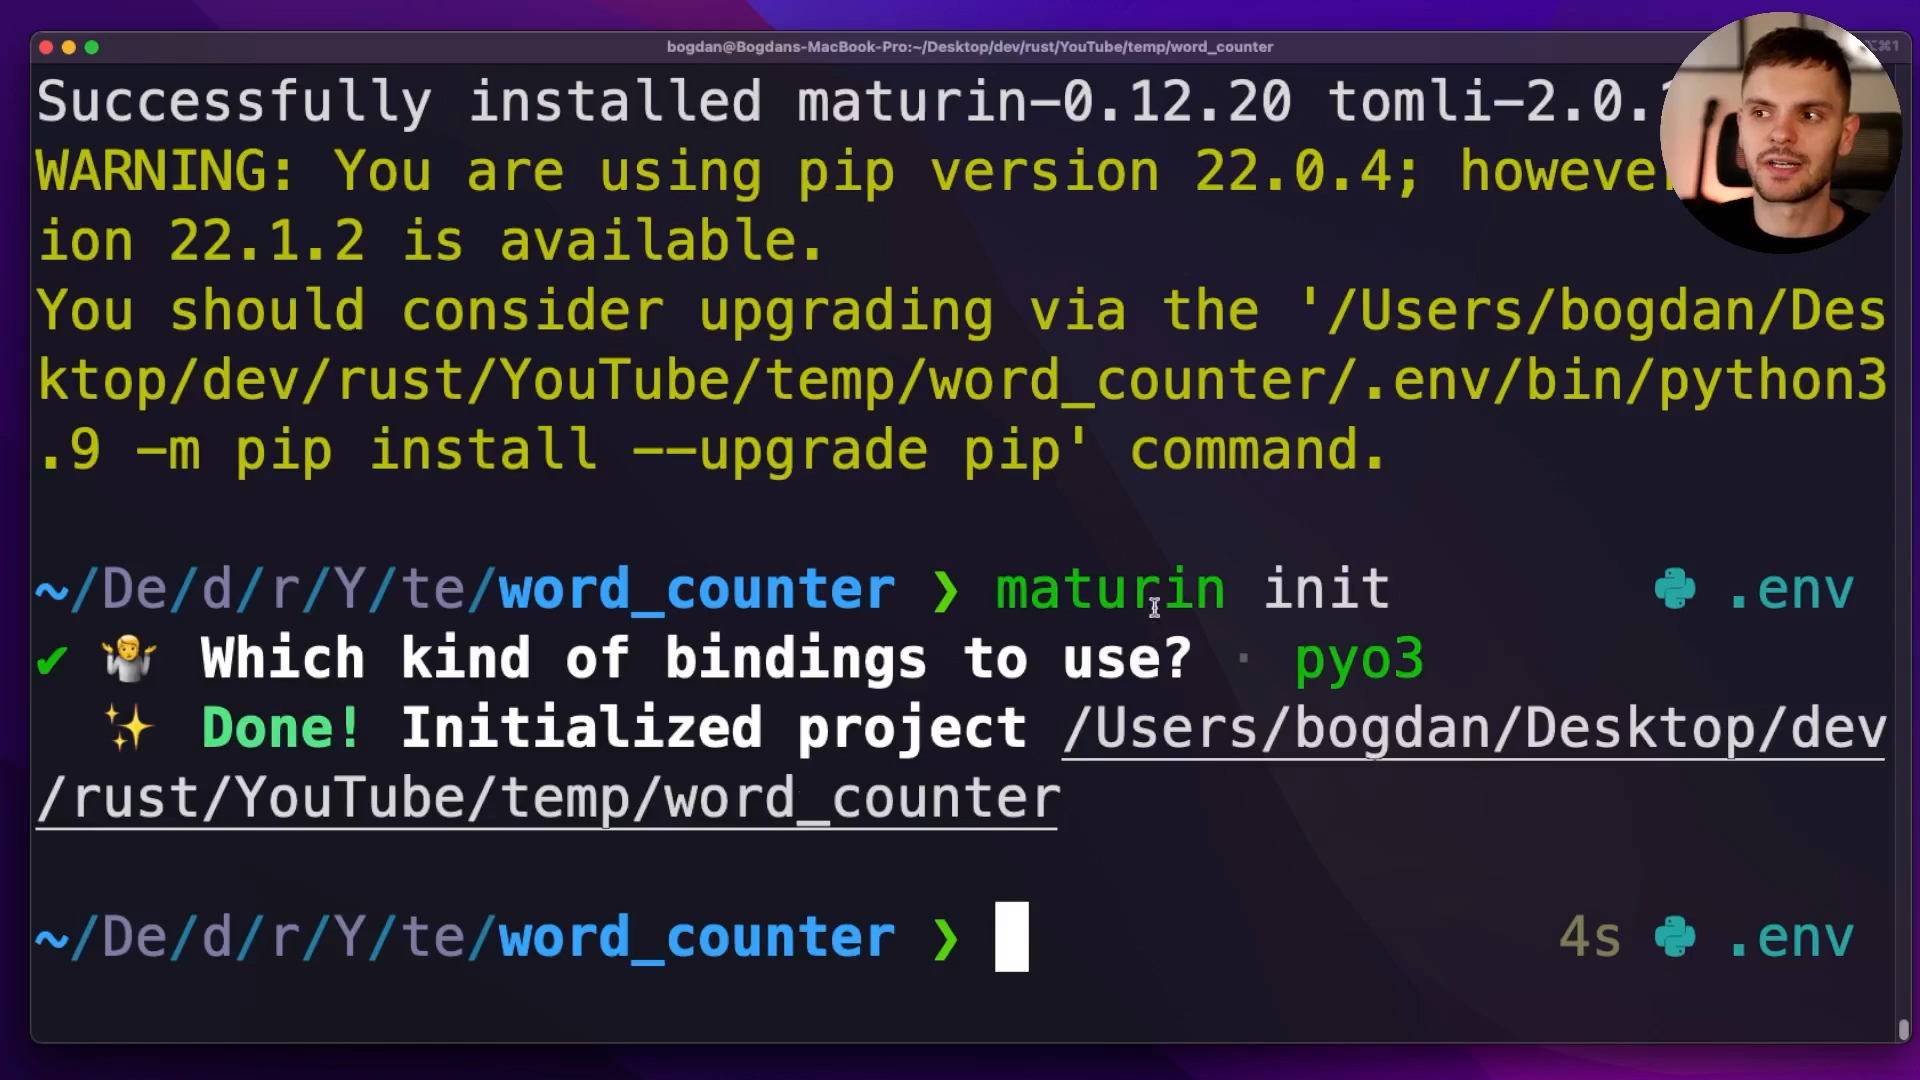 bogdan@Bogdans-MacBook-Pro:~/Desktop/dev/rust/YouTube/temp/word_counter
⌥⌘1
Successfully installed maturin-0.12.20 tomli-2.0.
WARNING: You are using pip version 22.0.4; howeve
ion 22.1.2 is available.
You should consider upgrading via the '/Users/bogdan/Des
ktop/dev/rust/YouTube/temp/word_counter/.env/bin/python3
.9 -m pip install --upgrade pip' command.
~/De/d/r/Y/te/word_counter ❯ maturin init .env
✔ 🤷 Which kind of bindings to use? · pyo3
✨ Done! Initialized project /Users/bogdan/Desktop/dev
/rust/YouTube/temp/word_counter
~/De/d/r/Y/te/word_counter ❯ 4s .env